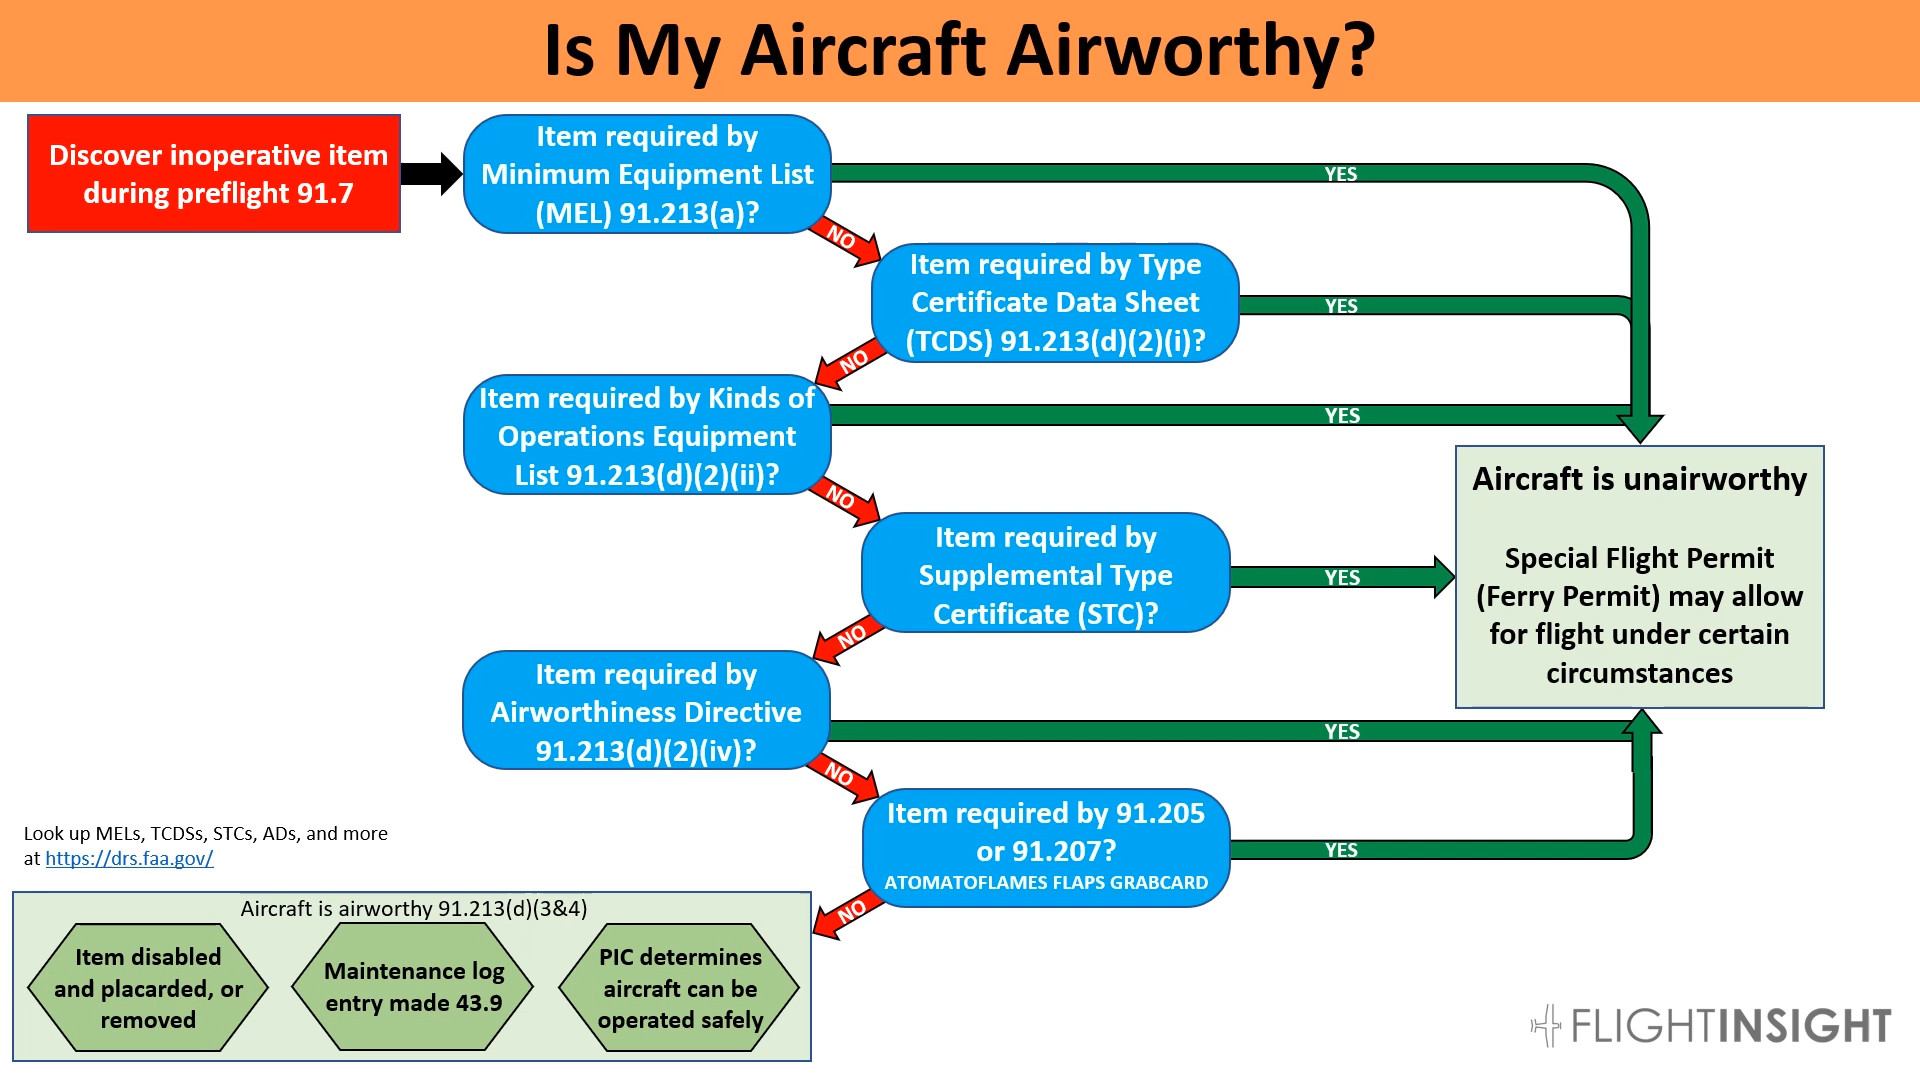 Is My Aircraft Airworthy?
Discover inoperative item
during preflight 91.7
Item required by
Minimum Equipment List
(MEL) 91.213(a)?
YES
NO
Item required by Type
Certificate Data Sheet
(TCDS) 91.213(d)(2)(i)?
YES
NO
Item required by Kinds of
Operations Equipment
List 91.213(d)(2)(ii)?
YES
NO
Item required by
Supplemental Type
Certificate (STC)?
YES
NO
Item required by
Airworthiness Directive
91.213(d)(2)(iv)?
YES
NO
Item required by 91.205
or 91.207?
ATOMATOFLAMES FLAPS GRABCARD
YES
NO
Aircraft is unairworthy
Special Flight Permit
(Ferry Permit) may allow
for flight under certain
circumstances
Look up MELs, TCDSs, STCs, ADs, and more
at https://drs.faa.gov/
Aircraft is airworthy 91.213(d)(3&4)
Item disabled
and placarded, or
removed
Maintenance log
entry made 43.9
PIC determines
aircraft can be
operated safely
FLIGHTINSIGHT